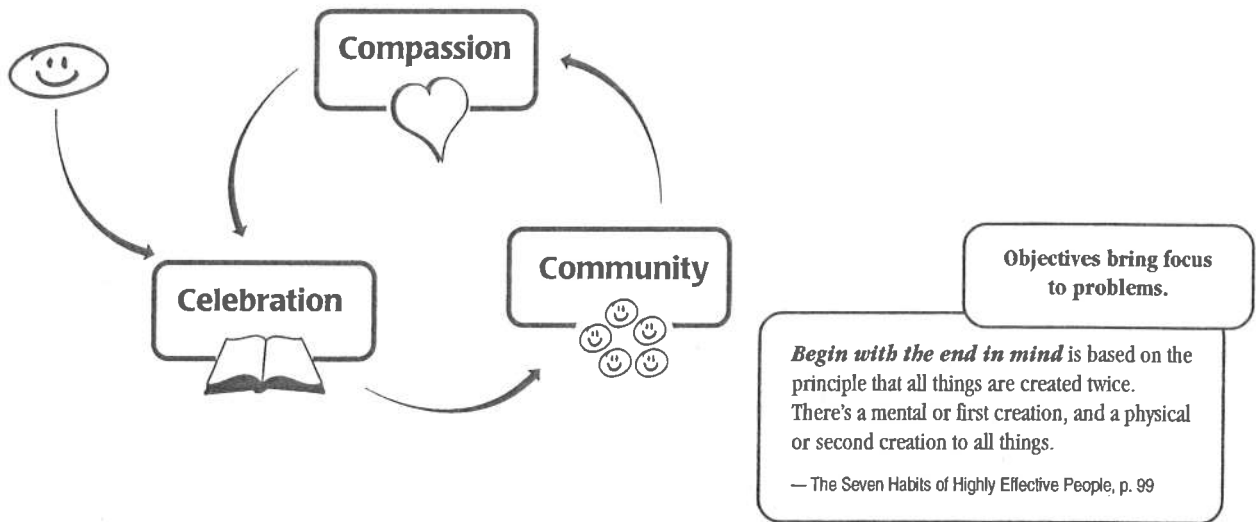 Compassion
Community
Celebration
Objectives bring focus
to problems.
Begin with the end in mind is based on the
principle that all things are created twice.
There's a mental or first creation, and a physical
or second creation to all things.
— The Seven Habits of Highly Effective People, p. 99